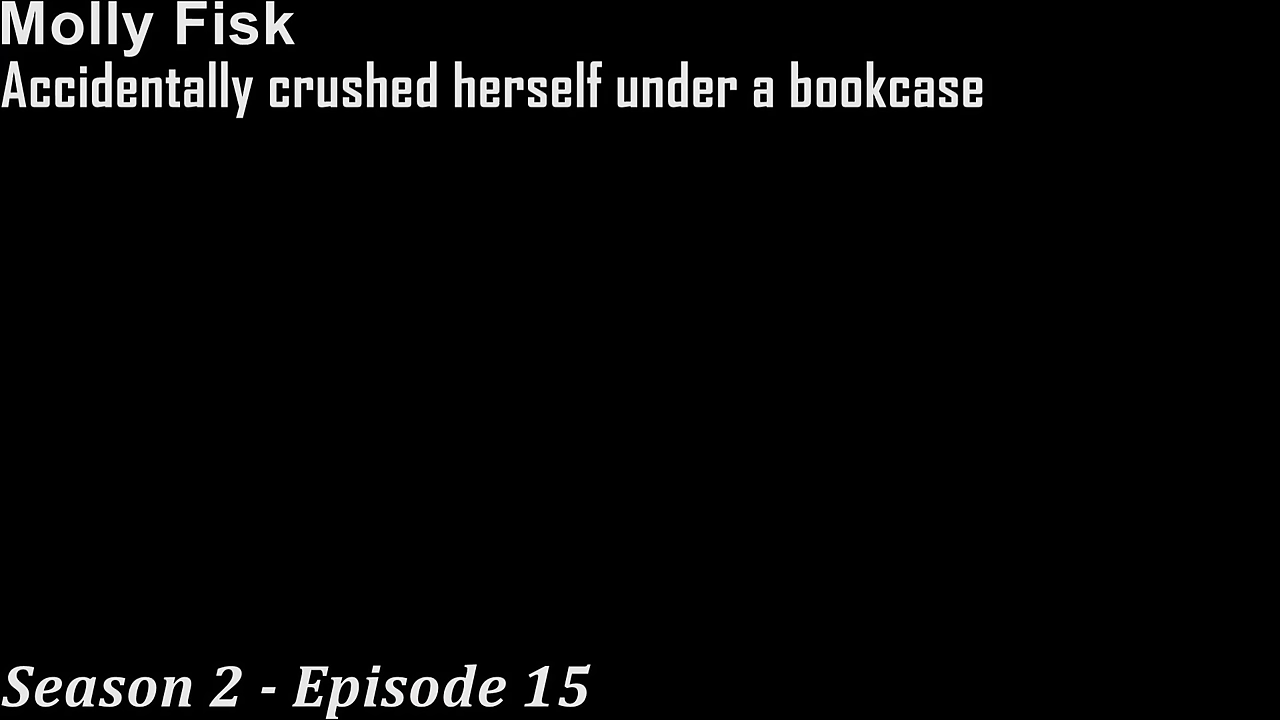 Molly Fisk
Accidentally crushed herself under a bookcase
Season 2 - Episode 15